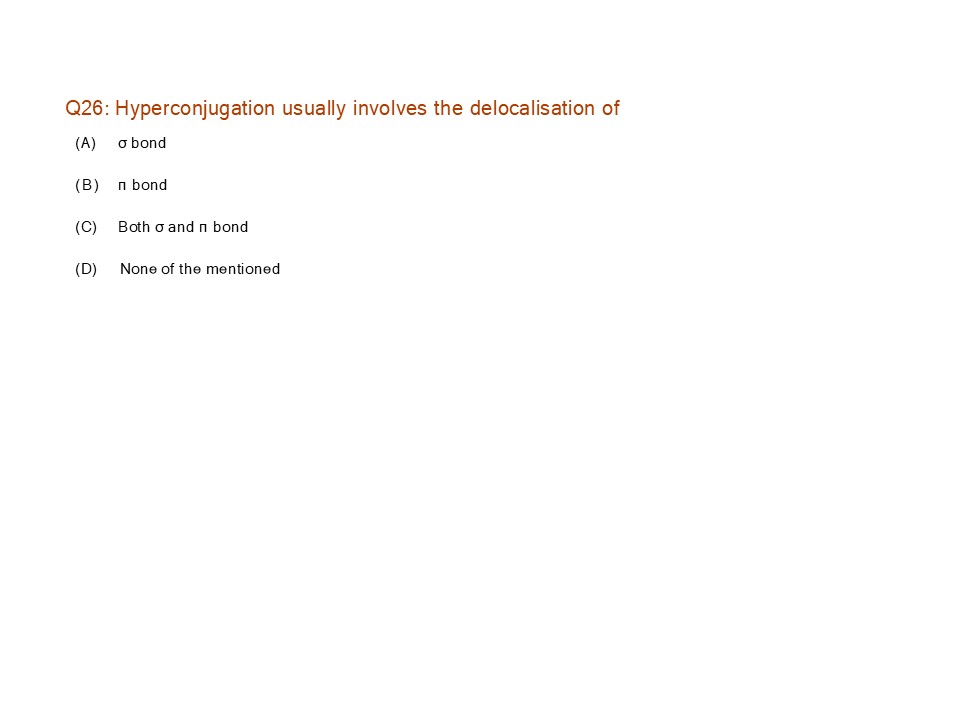 Q26: Hyperconjugation usually involves the delocalisation of
(A) σ bond
(B) п bond
(C) Both σ and п bond
(D) None of the mentioned